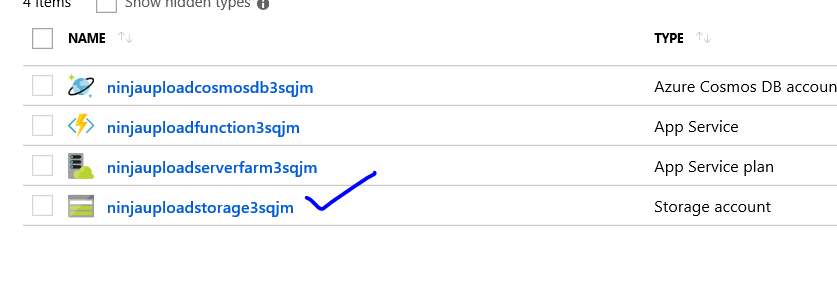 4 items Show hidden types
NAME TYPE
ninjauploadcosmosdb3sqjm Azure Cosmos DB accoun
ninjauploadfunction3sqjm App Service
ninjauploadserverfarm3sqjm App Service plan
ninjauploadstorage3sqjm Storage account